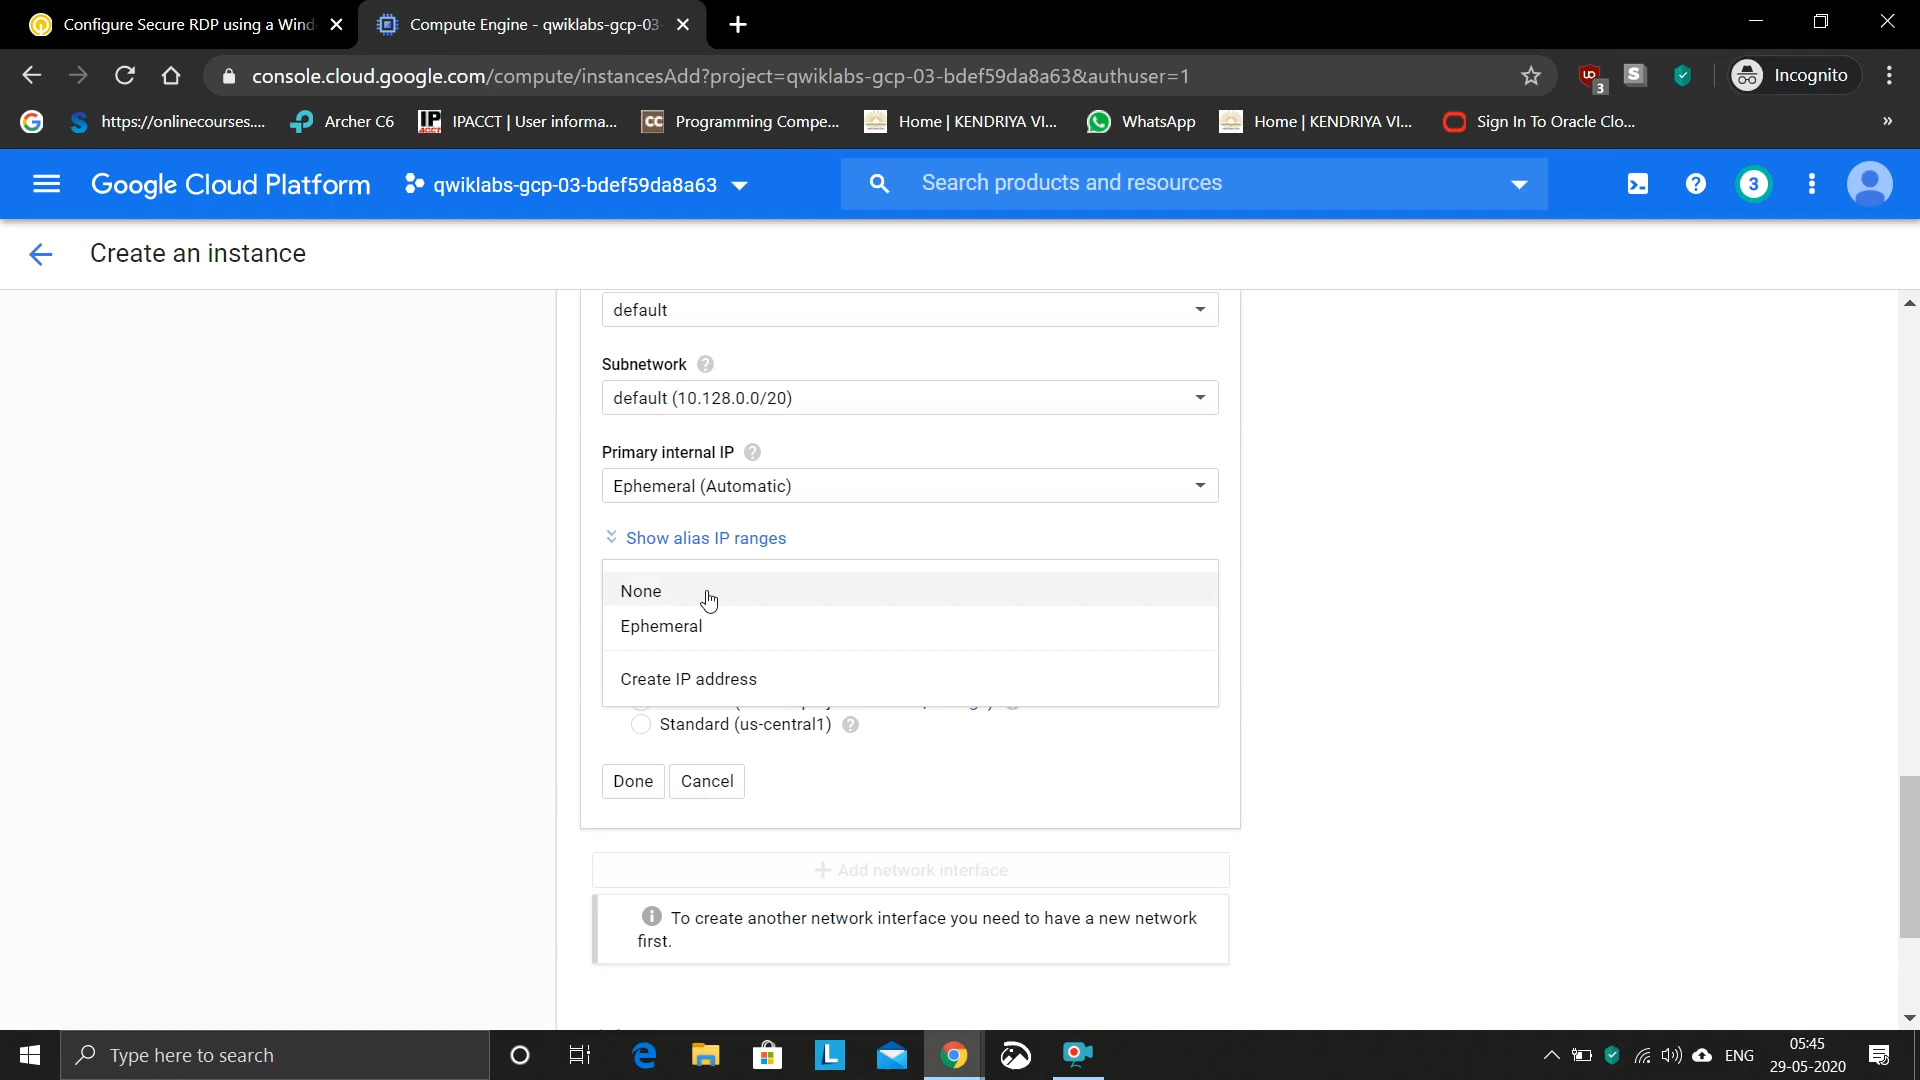 Configure Secure RDP using a Wind
Compute Engine - qwiklabs-gcp-03-
console.cloud.google.com/compute/instancesAdd?project=qwiklabs-gcp-03-bdef59da8a63&authuser=1
3
Incognito
https://onlinecourses....
Archer C6
IPACCT | User informa...
Programming Compe...
Home | KENDRIYA VI...
WhatsApp
Home | KENDRIYA VI...
Sign In To Oracle Clo...
»
Google Cloud Platform
qwiklabs-gcp-03-bdef59da8a63
Search products and resources
3
Create an instance
default
Subnetwork
default (10.128.0.0/20)
Primary internal IP
Ephemeral (Automatic)
Show alias IP ranges
None
Ephemeral
Create IP address
Standard (us-central1)
Done
Cancel
Add network interface
To create another network interface you need to have a new network
first.
Type here to search
ENG
05:45
29-05-2020